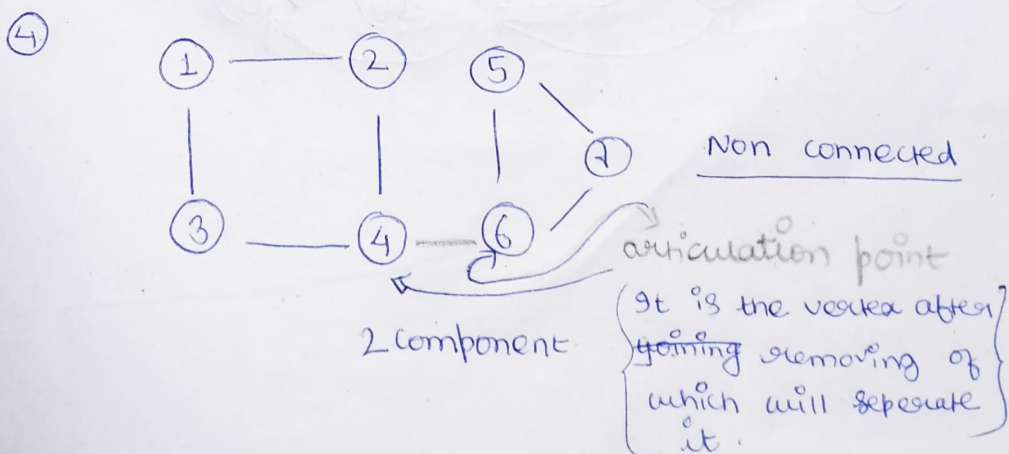 4
1 2 5
7
Non connected
3 4 6
articulation point
2 component
(It is the vertex after
yoining removing of
which will seperate
it.)